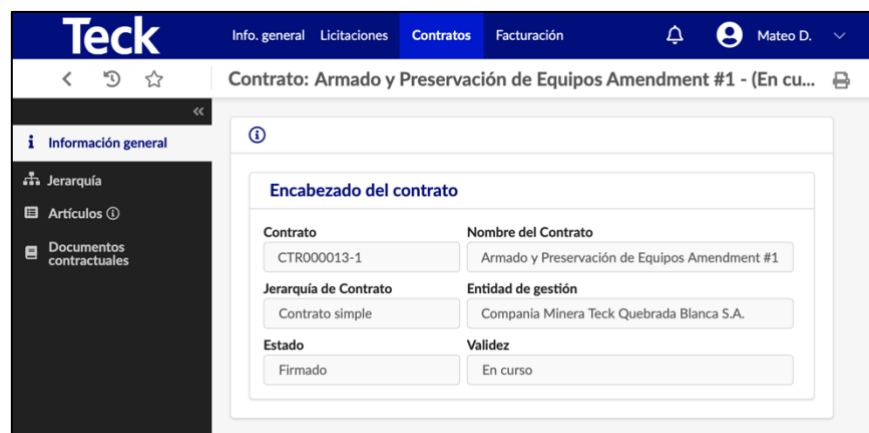 Teck
Info. general Licitaciones Contratos Facturación Mateo D.
Contrato: Armado y Preservación de Equipos Amendment #1 - (En cu...
Información general
Jerarquía
Artículos
Documentos
contractuales
Encabezado del contrato
Contrato Nombre del Contrato
CTR000013-1 Armado y Preservación de Equipos Amendment #1
Jerarquía de Contrato Entidad de gestión
Contrato simple Compania Minera Teck Quebrada Blanca S.A.
Estado Validez
Firmado En curso